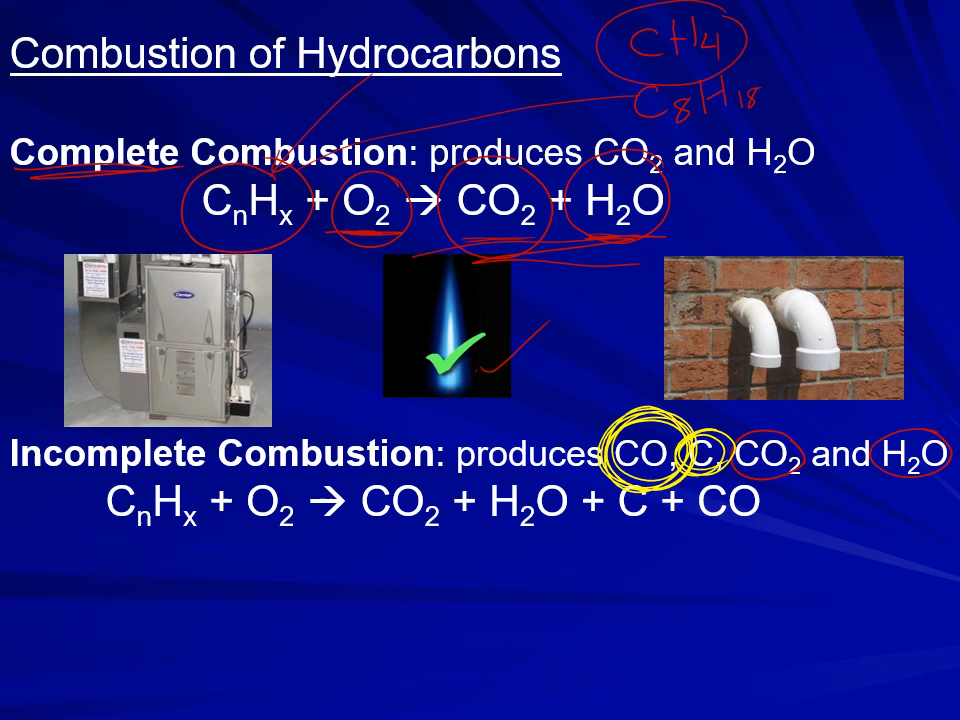 Combustion of Hydrocarbons
CH4
C8H18
Complete Combustion: produces CO₂ and H₂O
CₙHₓ + O₂ → CO₂ + H₂O
Carrier
Incomplete Combustion: produces CO, C, CO₂ and H₂O
CₙHₓ + O₂ → CO₂ + H₂O + C + CO